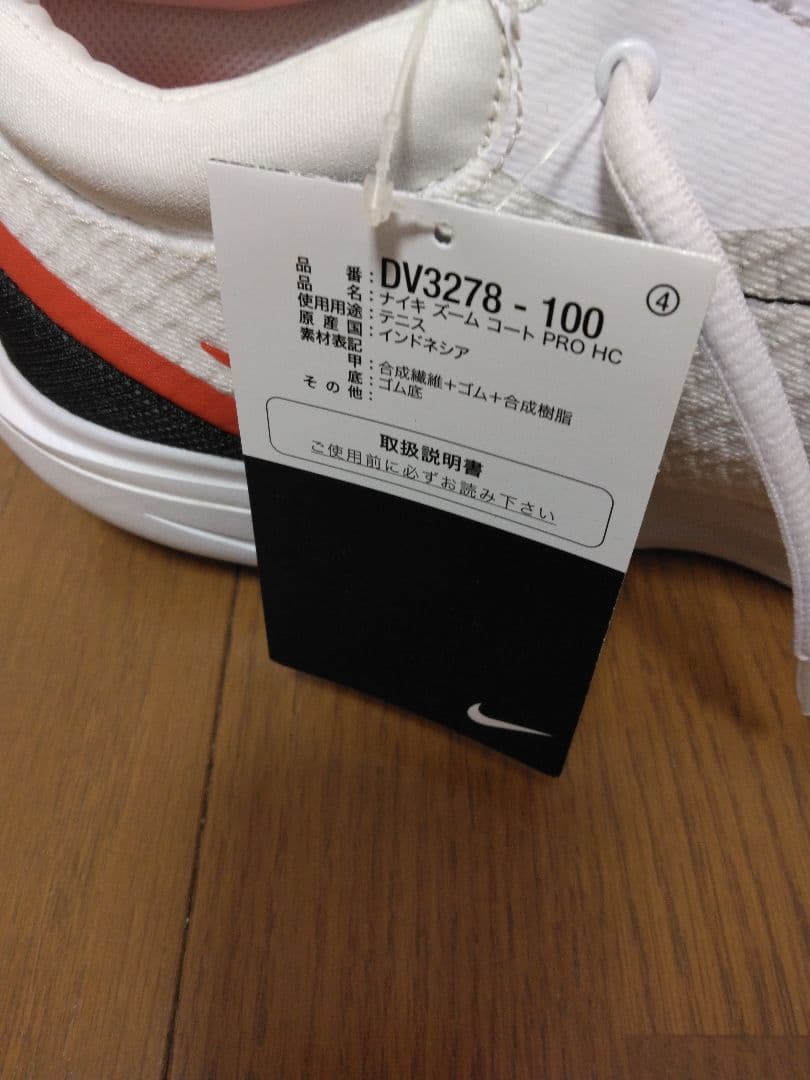 ④
品番：DV3278 - 100
品名：ナイキ ズーム コート PRO HC
使用用途：テニス
原産国：インドネシア
素材表記
甲：合成繊維＋ゴム＋合成樹脂
底：ゴム底
その他：
取扱説明書
ご使用前に必ずお読み下さい